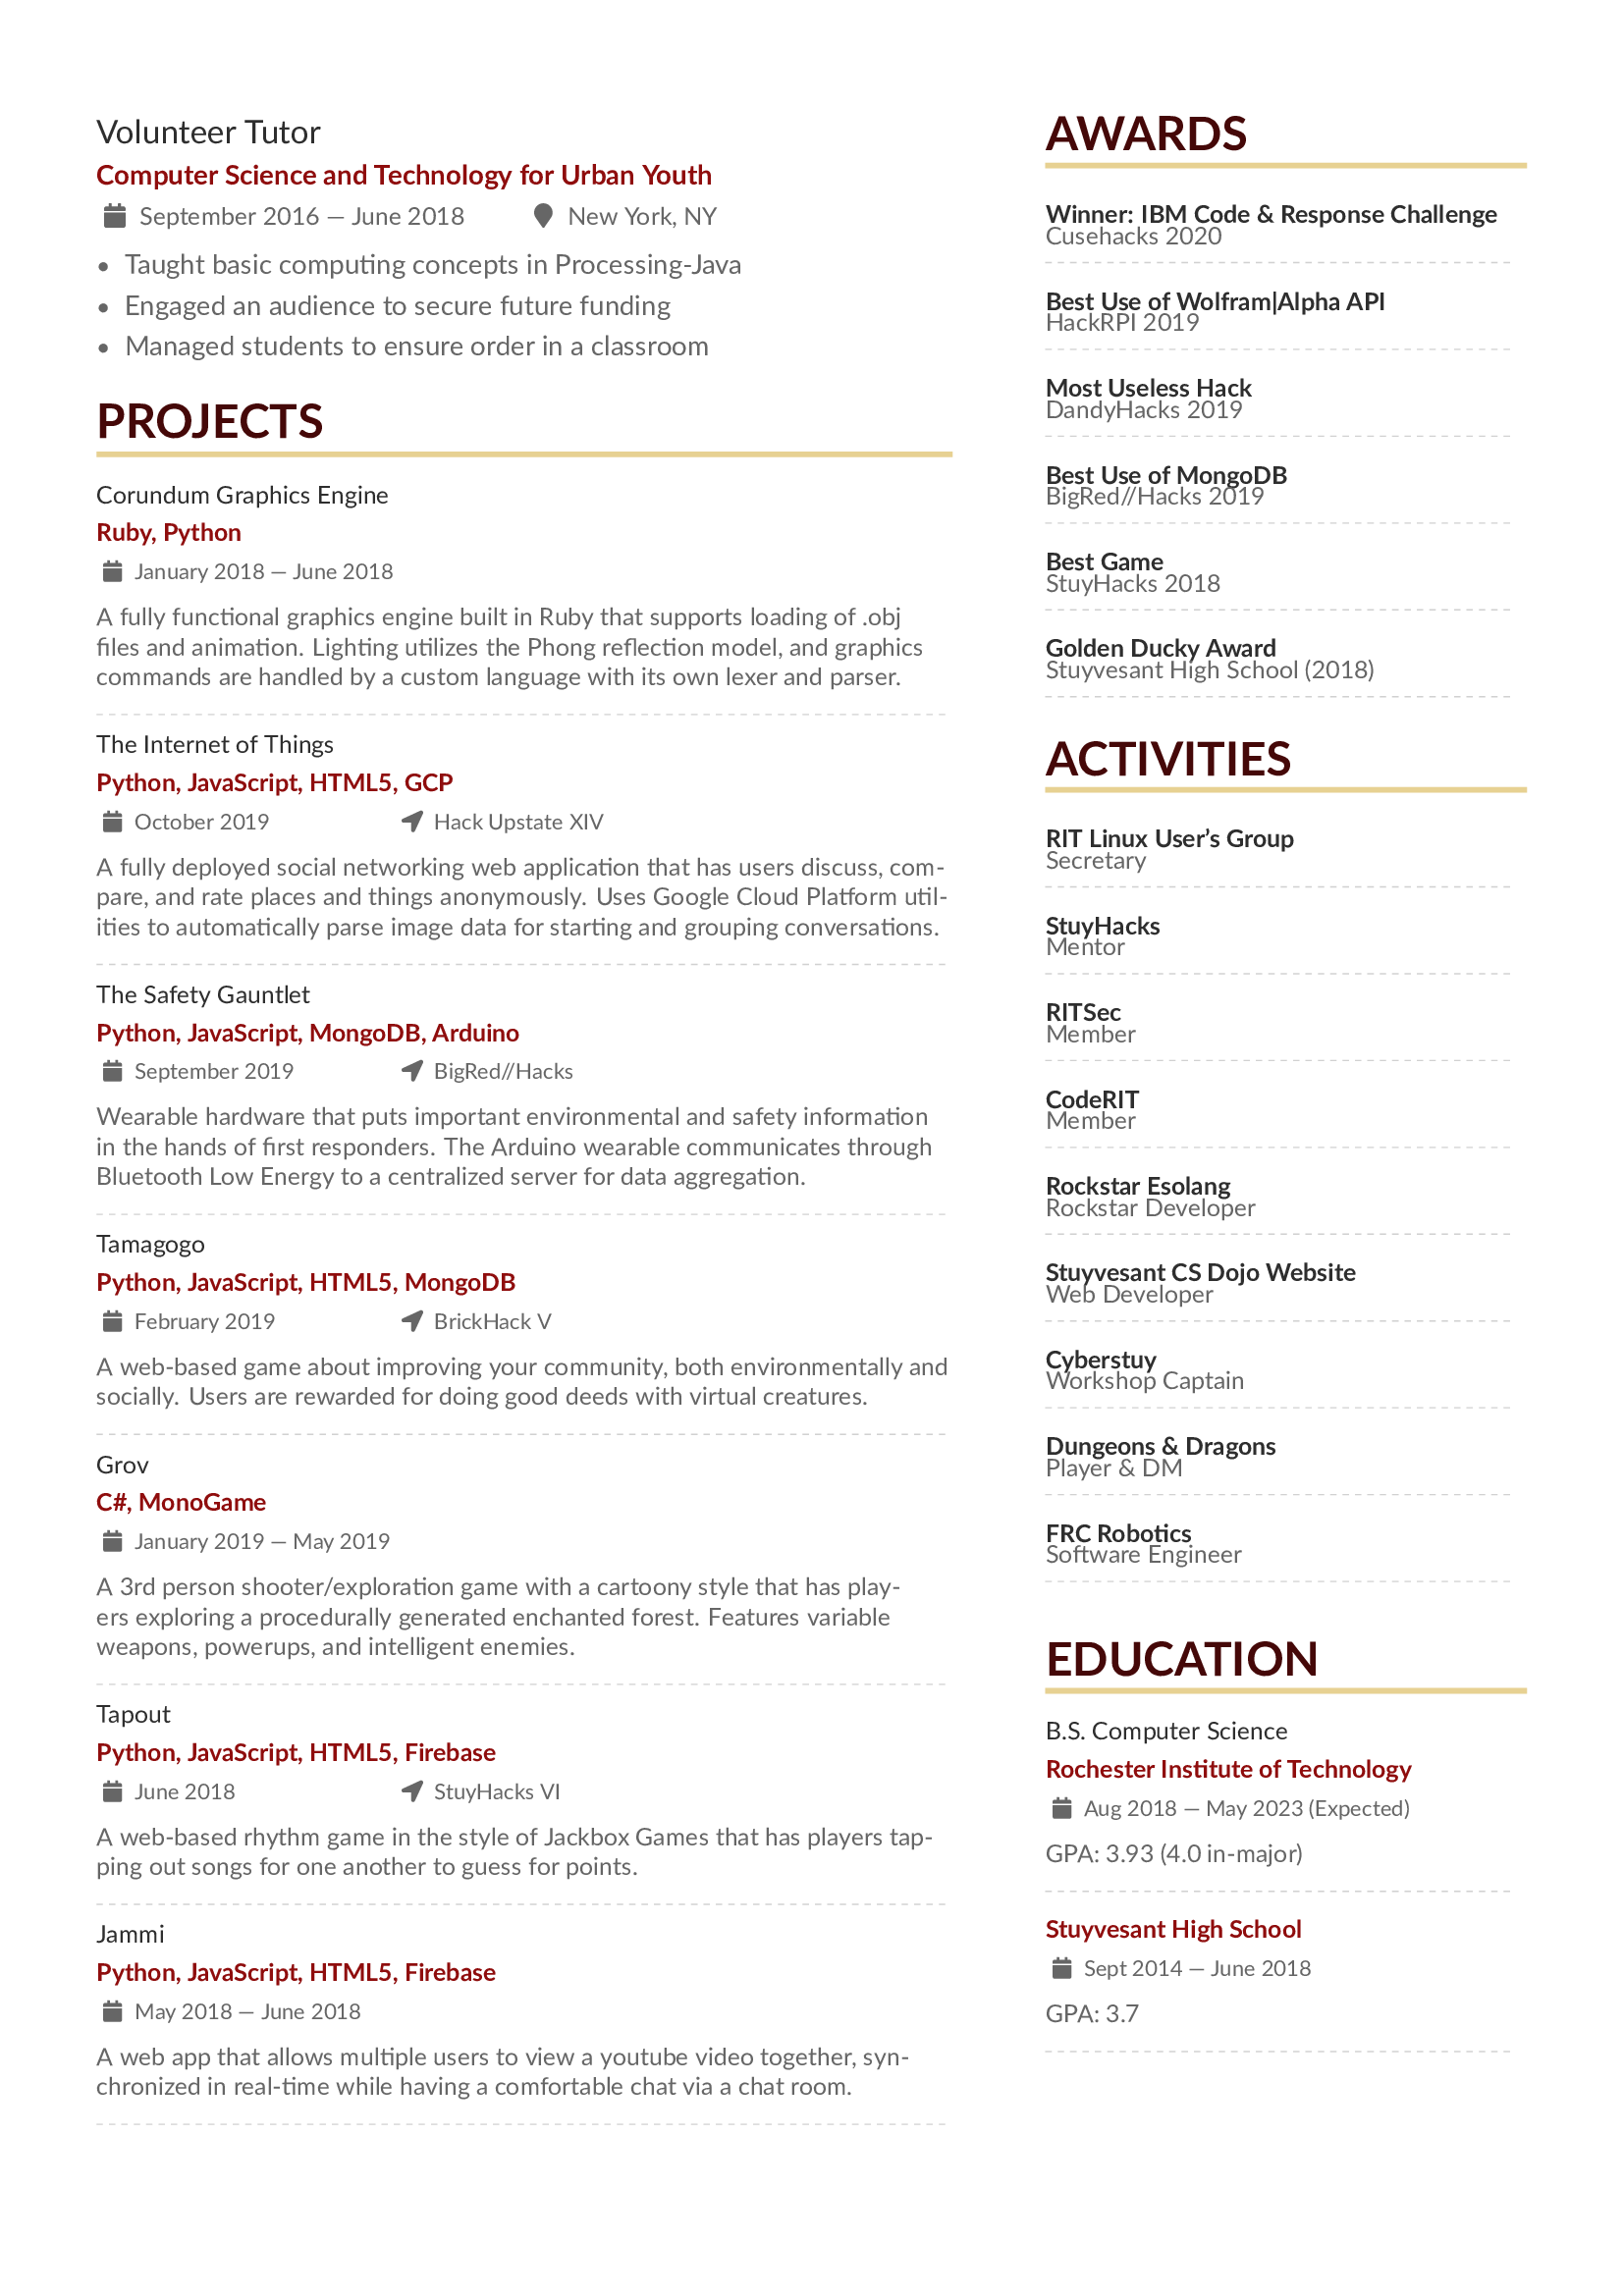 Volunteer Tutor
Computer Science and Technology for Urban Youth
September 2016 — June 2018 New York, NY
• Taught basic computing concepts in Processing-Java
• Engaged an audience to secure future funding
• Managed students to ensure order in a classroom
PROJECTS
Corundum Graphics Engine
Ruby, Python
January 2018 — June 2018
A fully functional graphics engine built in Ruby that supports loading of .obj
files and animation. Lighting utilizes the Phong reflection model, and graphics
commands are handled by a custom language with its own lexer and parser.
The Internet of Things
Python, JavaScript, HTML5, GCP
October 2019 Hack Upstate XIV
A fully deployed social networking web application that has users discuss, com-
pare, and rate places and things anonymously. Uses Google Cloud Platform util-
ities to automatically parse image data for starting and grouping conversations.
The Safety Gauntlet
Python, JavaScript, MongoDB, Arduino
September 2019 BigRed//Hacks
Wearable hardware that puts important environmental and safety information
in the hands of first responders. The Arduino wearable communicates through
Bluetooth Low Energy to a centralized server for data aggregation.
Tamagogo
Python, JavaScript, HTML5, MongoDB
February 2019 BrickHack V
A web-based game about improving your community, both environmentally and
socially. Users are rewarded for doing good deeds with virtual creatures.
Grov
C#, MonoGame
January 2019 — May 2019
A 3rd person shooter/exploration game with a cartoony style that has play-
ers exploring a procedurally generated enchanted forest. Features variable
weapons, powerups, and intelligent enemies.
Tapout
Python, JavaScript, HTML5, Firebase
June 2018 StuyHacks VI
A web-based rhythm game in the style of Jackbox Games that has players tap-
ping out songs for one another to guess for points.
Jammi
Python, JavaScript, HTML5, Firebase
May 2018 — June 2018
A web app that allows multiple users to view a youtube video together, syn-
chronized in real-time while having a comfortable chat via a chat room.
AWARDS
Winner: IBM Code & Response Challenge
Cusehacks 2020
Best Use of Wolfram|Alpha API
HackRPI 2019
Most Useless Hack
DandyHacks 2019
Best Use of MongoDB
BigRed//Hacks 2019
Best Game
StuyHacks 2018
Golden Ducky Award
Stuyvesant High School (2018)
ACTIVITIES
RIT Linux User’s Group
Secretary
StuyHacks
Mentor
RITSec
Member
CodeRIT
Member
Rockstar Esolang
Rockstar Developer
Stuyvesant CS Dojo Website
Web Developer
Cyberstuy
Workshop Captain
Dungeons & Dragons
Player & DM
FRC Robotics
Software Engineer
EDUCATION
B.S. Computer Science
Rochester Institute of Technology
Aug 2018 — May 2023 (Expected)
GPA: 3.93 (4.0 in-major)
Stuyvesant High School
Sept 2014 — June 2018
GPA: 3.7